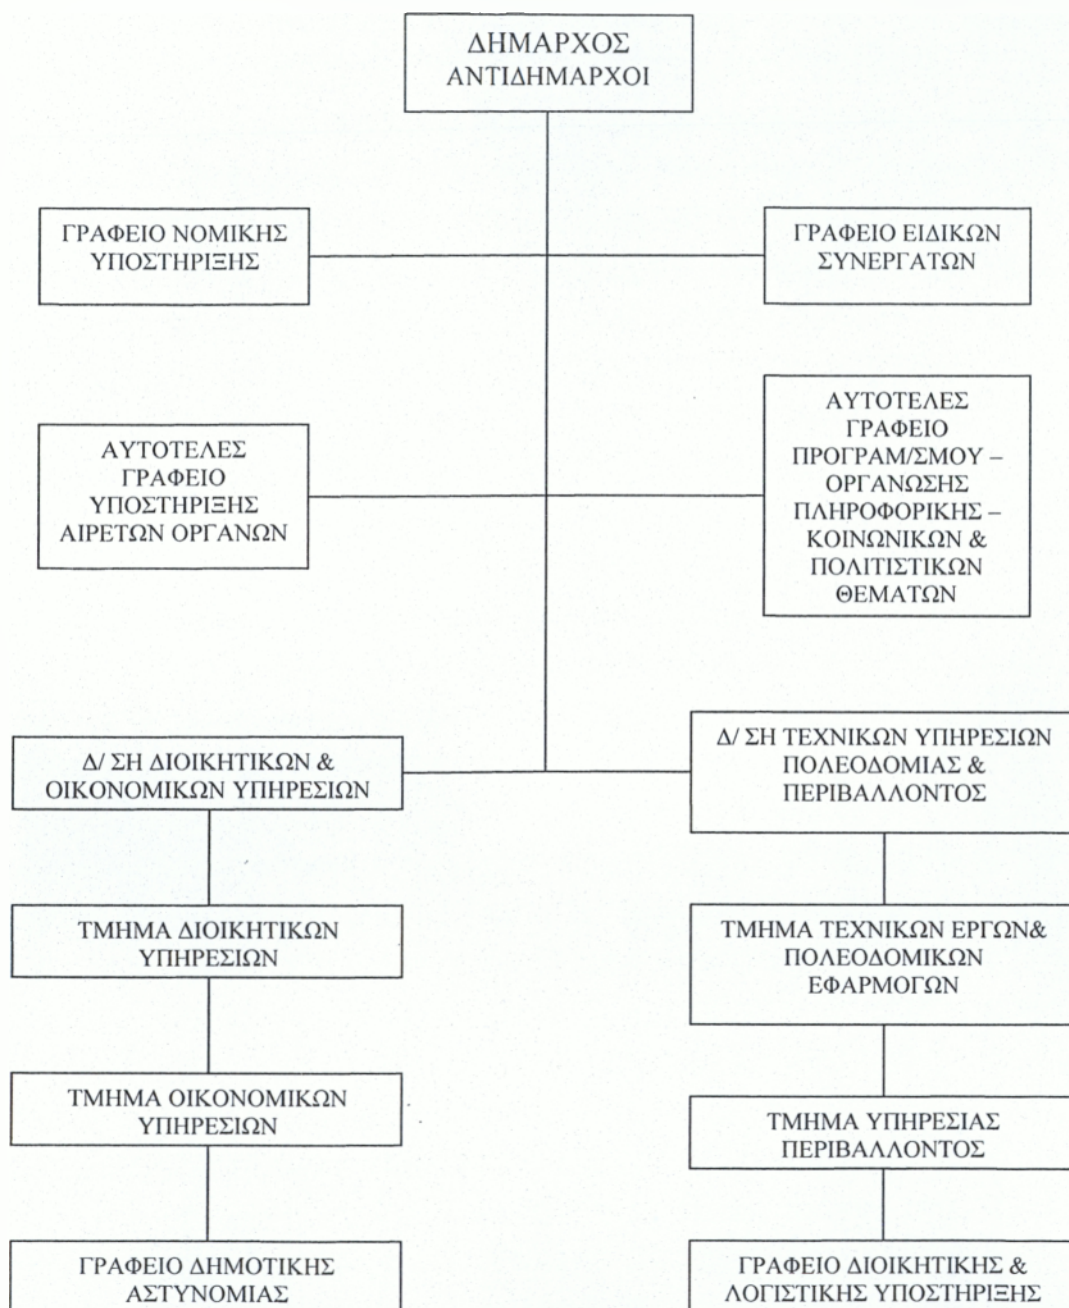 ΔΗΜΑΡΧΟΣ
ΑΝΤΙΔΗΜΑΡΧΟΙ
ΓΡΑΦΕΙΟ ΝΟΜΙΚΗΣ
ΥΠΟΣΤΗΡΙΞΗΣ
ΓΡΑΦΕΙΟ ΕΙΔΙΚΩΝ
ΣΥΝΕΡΓΑΤΩΝ
ΑΥΤΟΤΕΛΕΣ
ΓΡΑΦΕΙΟ
ΥΠΟΣΤΗΡΙΞΗΣ
ΑΙΡΕΤΩΝ ΟΡΓΑΝΩΝ
ΑΥΤΟΤΕΛΕΣ
ΓΡΑΦΕΙΟ
ΠΡΟΓΡΑΜ/ΣΜΟΥ –
ΟΡΓΑΝΩΣΗΣ
ΠΛΗΡΟΦΟΡΙΚΗΣ –
ΚΟΙΝΩΝΙΚΩΝ &
ΠΟΛΙΤΙΣΤΙΚΩΝ
ΘΕΜΑΤΩΝ
Δ/ ΣΗ ΔΙΟΙΚΗΤΙΚΩΝ &
ΟΙΚΟΝΟΜΙΚΩΝ ΥΠΗΡΕΣΙΩΝ
Δ/ ΣΗ ΤΕΧΝΙΚΩΝ ΥΠΗΡΕΣΙΩΝ
ΠΟΛΕΟΔΟΜΙΑΣ &
ΠΕΡΙΒΑΛΛΟΝΤΟΣ
ΤΜΗΜΑ ΔΙΟΙΚΗΤΙΚΩΝ
ΥΠΗΡΕΣΙΩΝ
ΤΜΗΜΑ ΤΕΧΝΙΚΩΝ ΕΡΓΩΝ&
ΠΟΛΕΟΔΟΜΙΚΩΝ
ΕΦΑΡΜΟΓΩΝ
ΤΜΗΜΑ ΟΙΚΟΝΟΜΙΚΩΝ
ΥΠΗΡΕΣΙΩΝ
ΤΜΗΜΑ ΥΠΗΡΕΣΙΑΣ
ΠΕΡΙΒΑΛΛΟΝΤΟΣ
ΓΡΑΦΕΙΟ ΔΗΜΟΤΙΚΗΣ
ΑΣΤΥΝΟΜΙΑΣ
ΓΡΑΦΕΙΟ ΔΙΟΙΚΗΤΙΚΗΣ &
ΛΟΓΙΣΤΙΚΗΣ ΥΠΟΣΤΗΡΙΞΗΣ